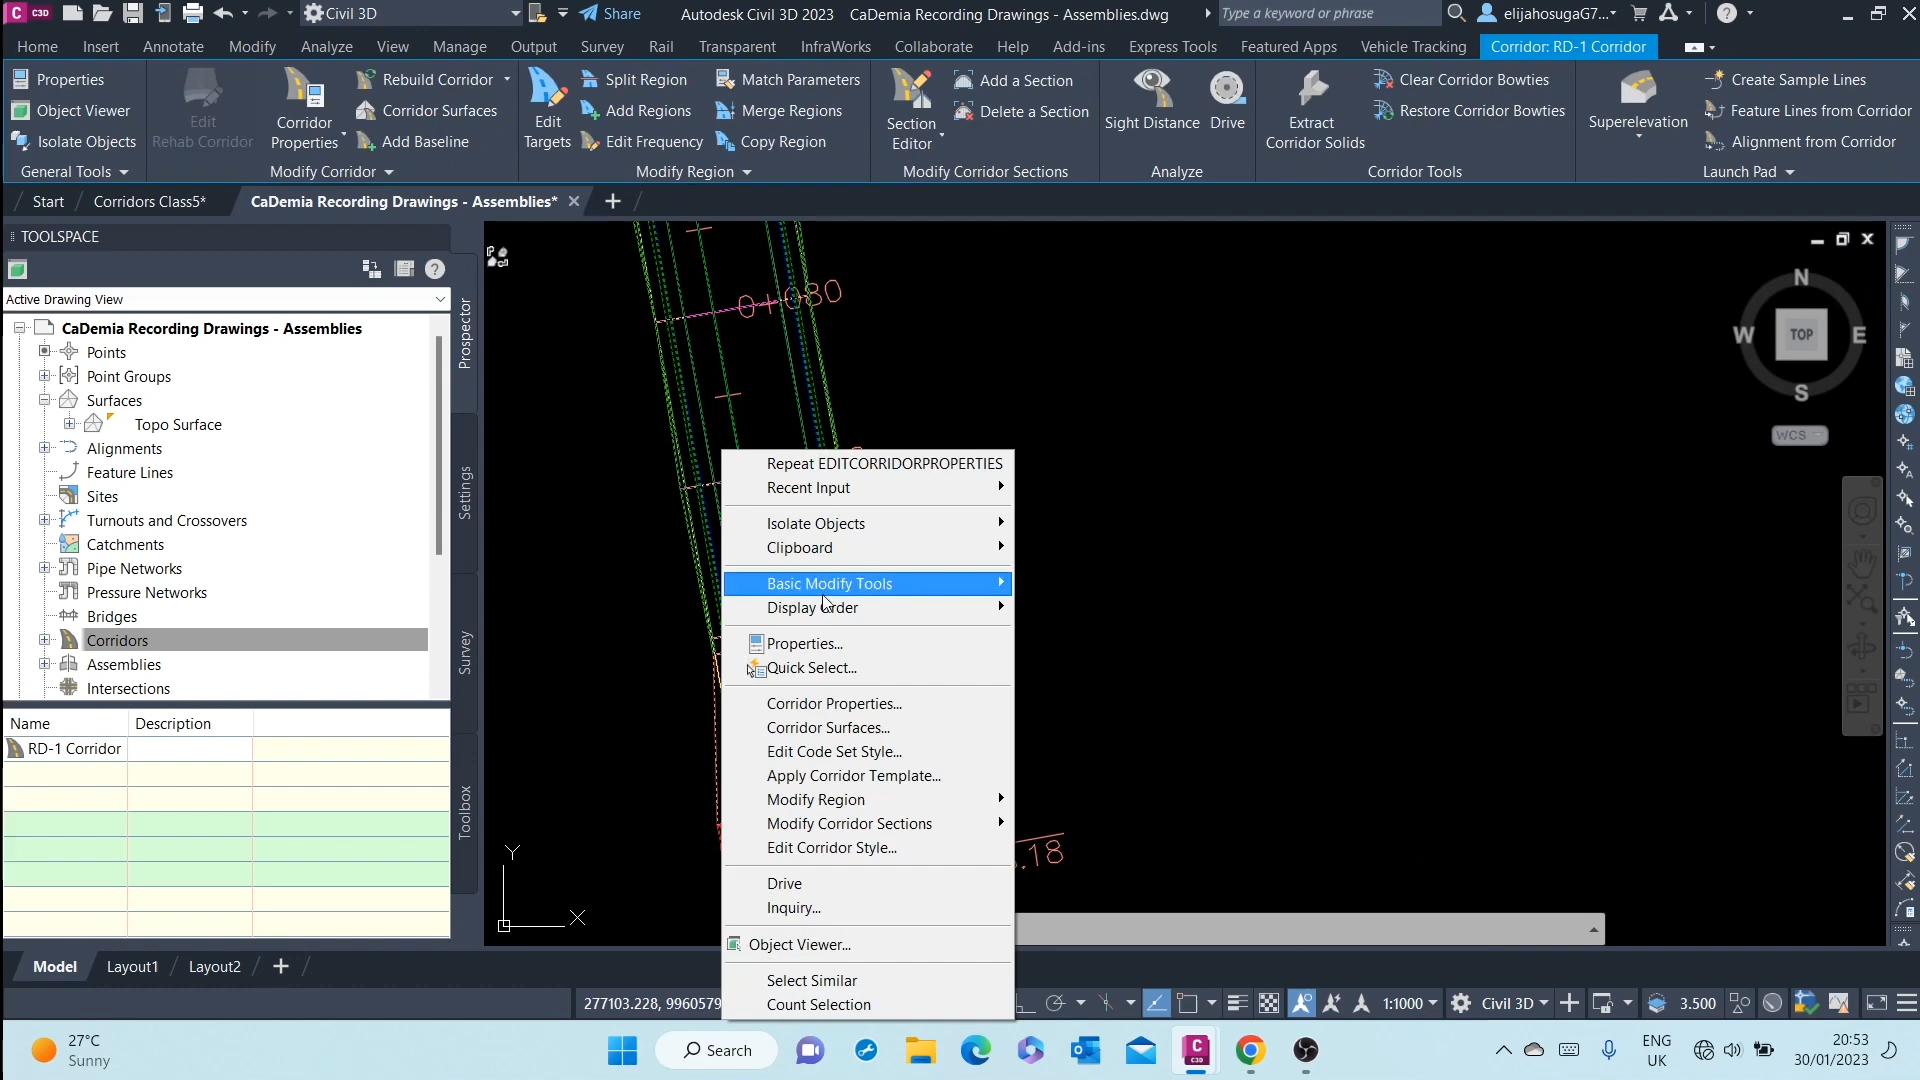 C3D
Civil 3D
Share
Autodesk Civil 3D 2023
CaDemia Recording Drawings - Assemblies.dwg
Type a keyword or phrase
elijahosugaG7...
Home
Insert
Annotate
Modify
Analyze
View
Manage
Output
Survey
Rail
Transparent
InfraWorks
Collaborate
Help
Add-ins
Express Tools
Featured Apps
Vehicle Tracking
Corridor: RD-1 Corridor
Properties
Object Viewer
Isolate Objects
General Tools
Edit
Rehab Corridor
Corridor
Properties
Rebuild Corridor
Corridor Surfaces
Add Baseline
Modify Corridor
Edit
Targets
Split Region
Add Regions
Edit Frequency
Match Parameters
Merge Regions
Copy Region
Modify Region
Section
Editor
Add a Section
Delete a Section
Modify Corridor Sections
Sight Distance
Drive
Analyze
Extract
Corridor Solids
Clear Corridor Bowties
Restore Corridor Bowties
Corridor Tools
Superelevation
Create Sample Lines
Feature Lines from Corridor
Alignment from Corridor
Launch Pad
Start
Corridors Class5*
CaDemia Recording Drawings - Assemblies*
TOOLSPACE
Active Drawing View
CaDemia Recording Drawings - Assemblies
Points
Point Groups
Surfaces
Topo Surface
Alignments
Feature Lines
Sites
Turnouts and Crossovers
Catchments
Pipe Networks
Pressure Networks
Bridges
Corridors
Assemblies
Intersections
Prospector
Settings
Survey
Toolbox
Name
Description
RD-1 Corridor
0+080
N
W
TOP
E
S
WCS
.18
Y
X
Repeat EDITCORRIDORPROPERTIES
Recent Input
Isolate Objects
Clipboard
Basic Modify Tools
Display Order
Properties...
Quick Select...
Corridor Properties...
Corridor Surfaces...
Edit Code Set Style...
Apply Corridor Template...
Modify Region
Modify Corridor Sections
Edit Corridor Style...
Drive
Inquiry...
Object Viewer...
Select Similar
Count Selection
Model
Layout1
Layout2
277103.228, 9960579
1:1000
Civil 3D
3.500
27°C
Sunny
Search
ENG
UK
20:53
30/01/2023